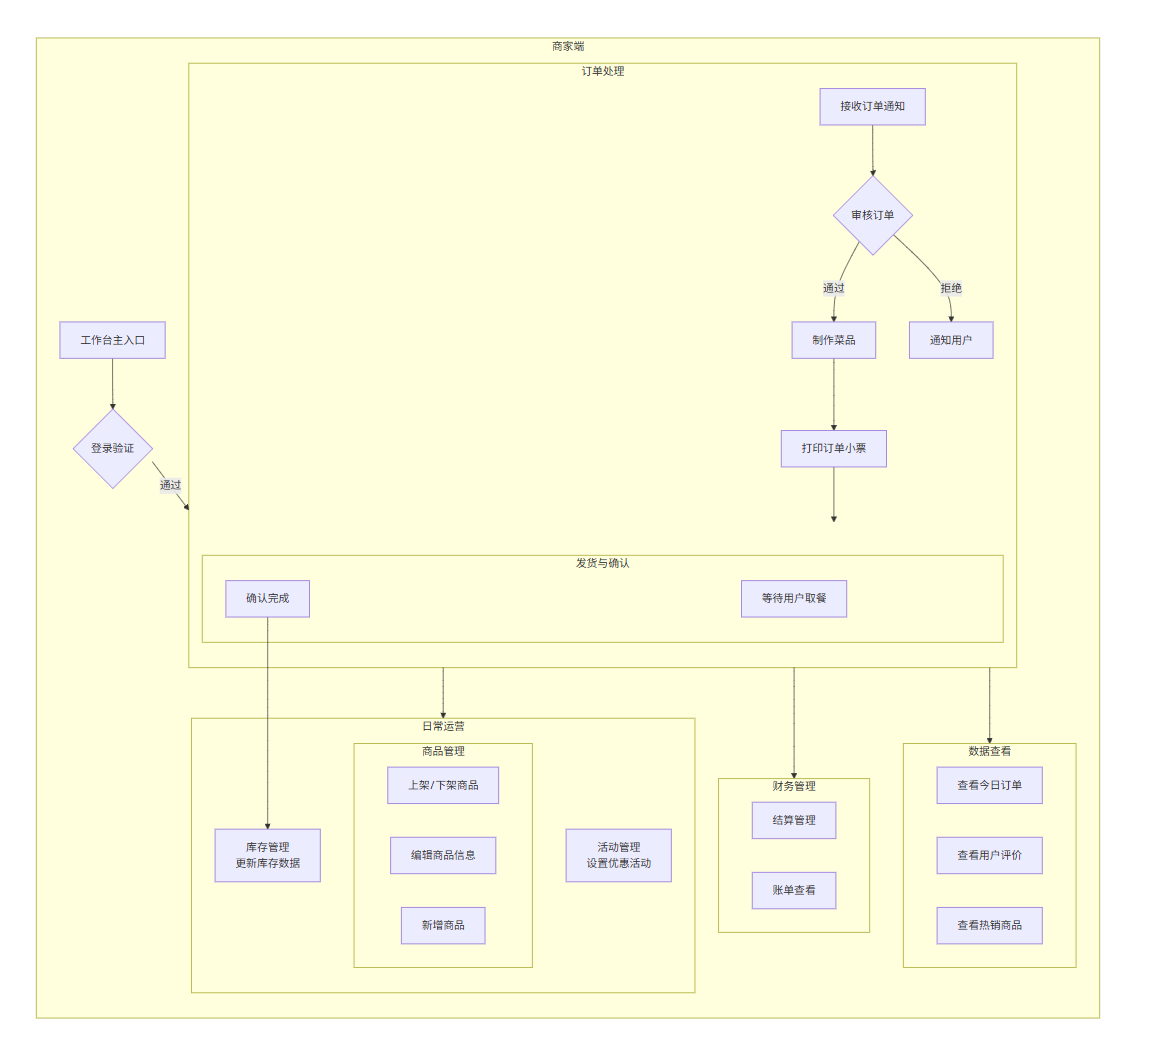 商家端
订单处理
接收订单通知
审核订单
通过
拒绝
工作台主入口
制作菜品
通知用户
登录验证
打印订单小票
通过
发货与确认
确认完成
等待用户取餐
日常运营
商品管理
数据查看
上架/下架商品
财务管理
查看今日订单
结算管理
库存管理
更新库存数据
编辑商品信息
活动管理
设置优惠活动
查看用户评价
账单查看
新增商品
查看热销商品